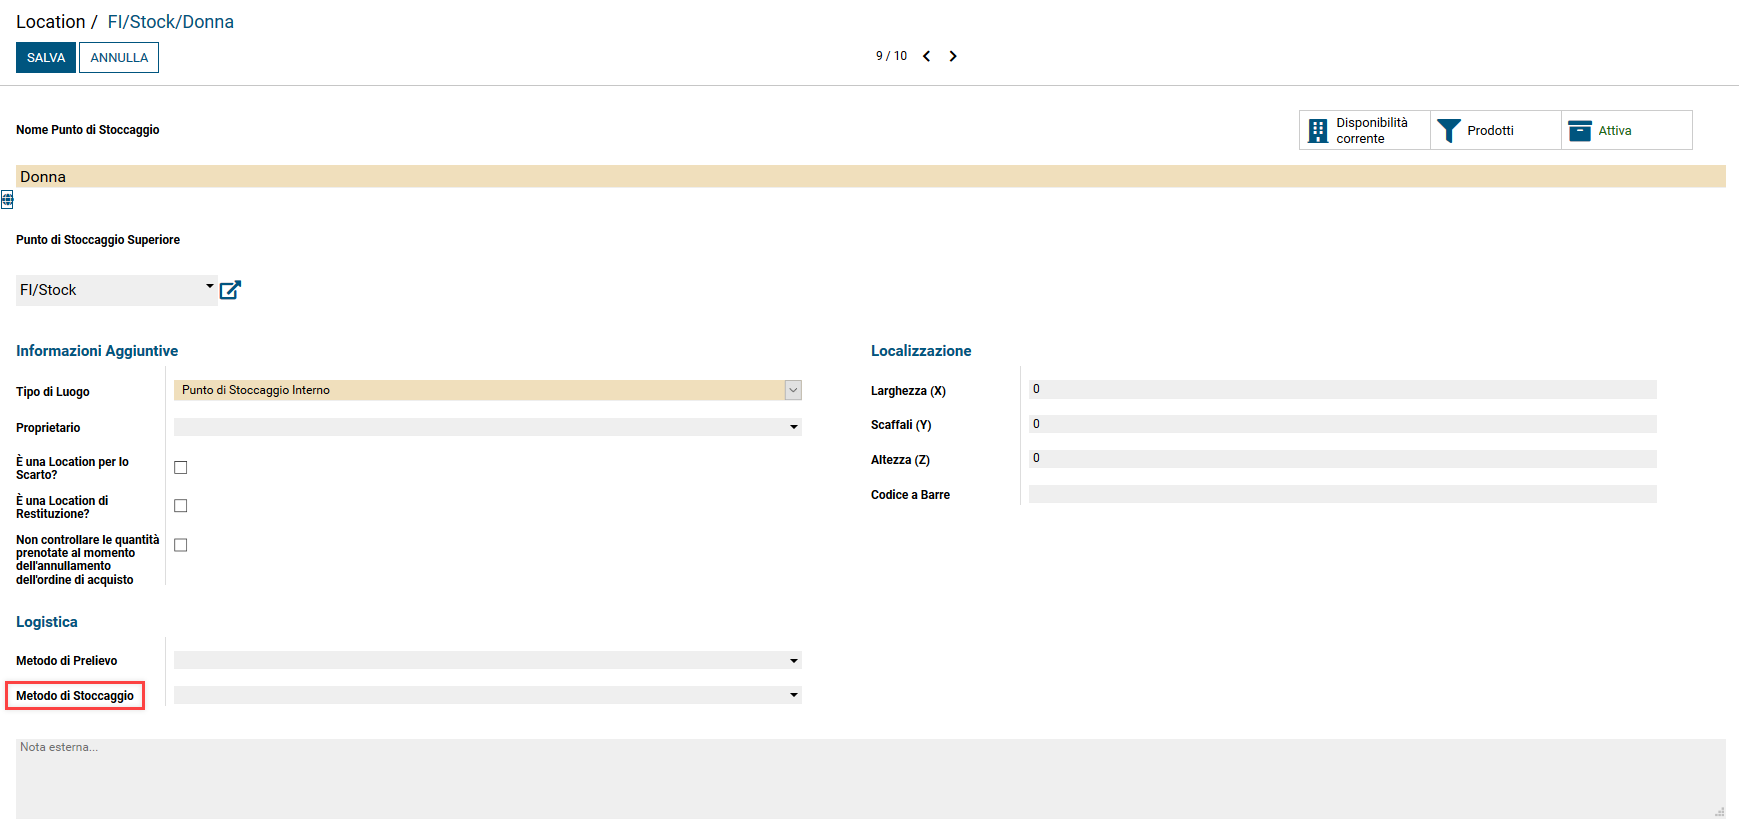 Location / FI/Stock/Donna
SALVA ANNULLA
9 / 10
Nome Punto di Stoccaggio
Disponibilità
corrente
Prodotti
Attiva
Donna
Punto di Stoccaggio Superiore
FI/Stock
Informazioni Aggiuntive
Tipo di Luogo
Punto di Stoccaggio Interno
Proprietario
È una Location per lo
Scarto?
È una Location di
Restituzione?
Non controllare le quantità
prenotate al momento
dell'annullamento
dell'ordine di acquisto
Localizzazione
Larghezza (X)
0
Scaffali (Y)
0
Altezza (Z)
0
Codice a Barre
Logistica
Metodo di Prelievo
Metodo di Stoccaggio
Nota esterna...